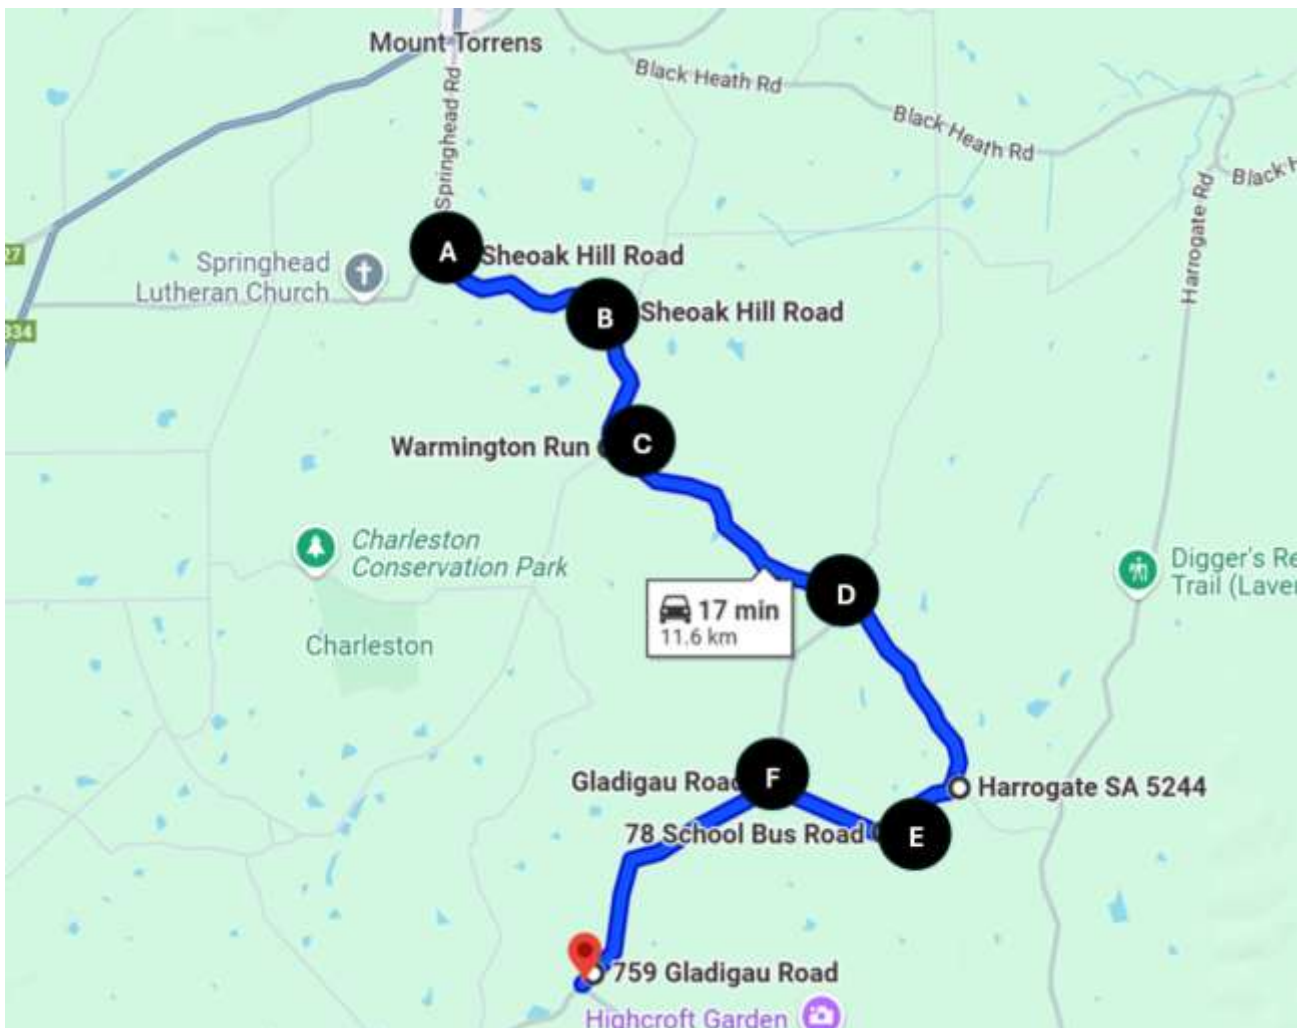 Mount Torrens
Springhead Rd
Black Heath Rd
Black Heath Rd
Black H
Harrogate Rd
27
A
Sheoak Hill Road
Springhead
Lutheran Church
B
Sheoak Hill Road
334
Warmington Run
C
Charleston
Conservation Park
Digger's Re
Trail (Laver
D
17 min
11.6 km
Charleston
Gladigau Road
F
Harrogate SA 5244
78 School Bus Road
E
759 Gladigau Road
Highcroft Garden